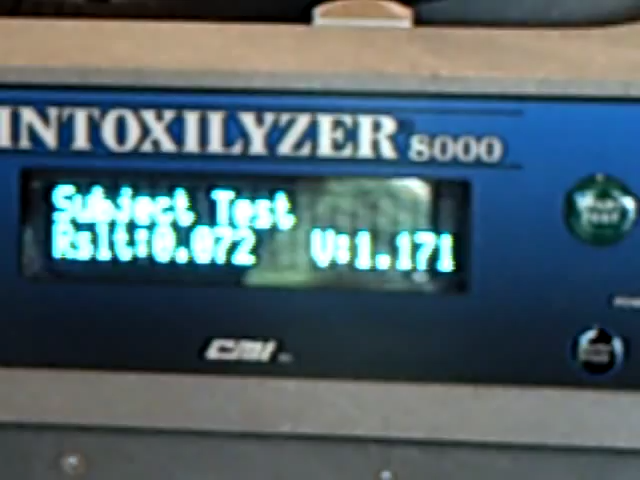 INTOXILYZER 8000
Subject Test
Rslt:0.072 V:1.171
CMI